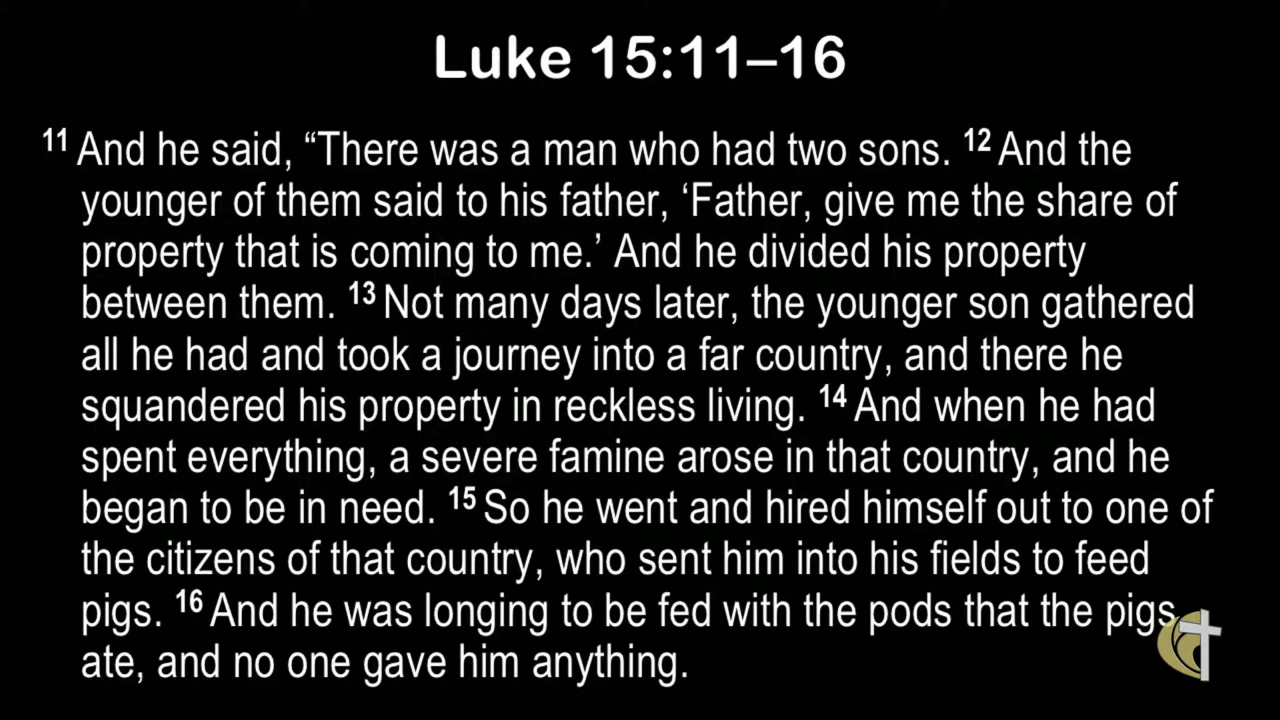 Luke 15:11–16
11 And he said, “There was a man who had two sons. 12 And the
younger of them said to his father, ‘Father, give me the share of
property that is coming to me.’ And he divided his property
between them. 13 Not many days later, the younger son gathered
all he had and took a journey into a far country, and there he
squandered his property in reckless living. 14 And when he had
spent everything, a severe famine arose in that country, and he
began to be in need. 15 So he went and hired himself out to one of
the citizens of that country, who sent him into his fields to feed
pigs. 16 And he was longing to be fed with the pods that the pigs
ate, and no one gave him anything.